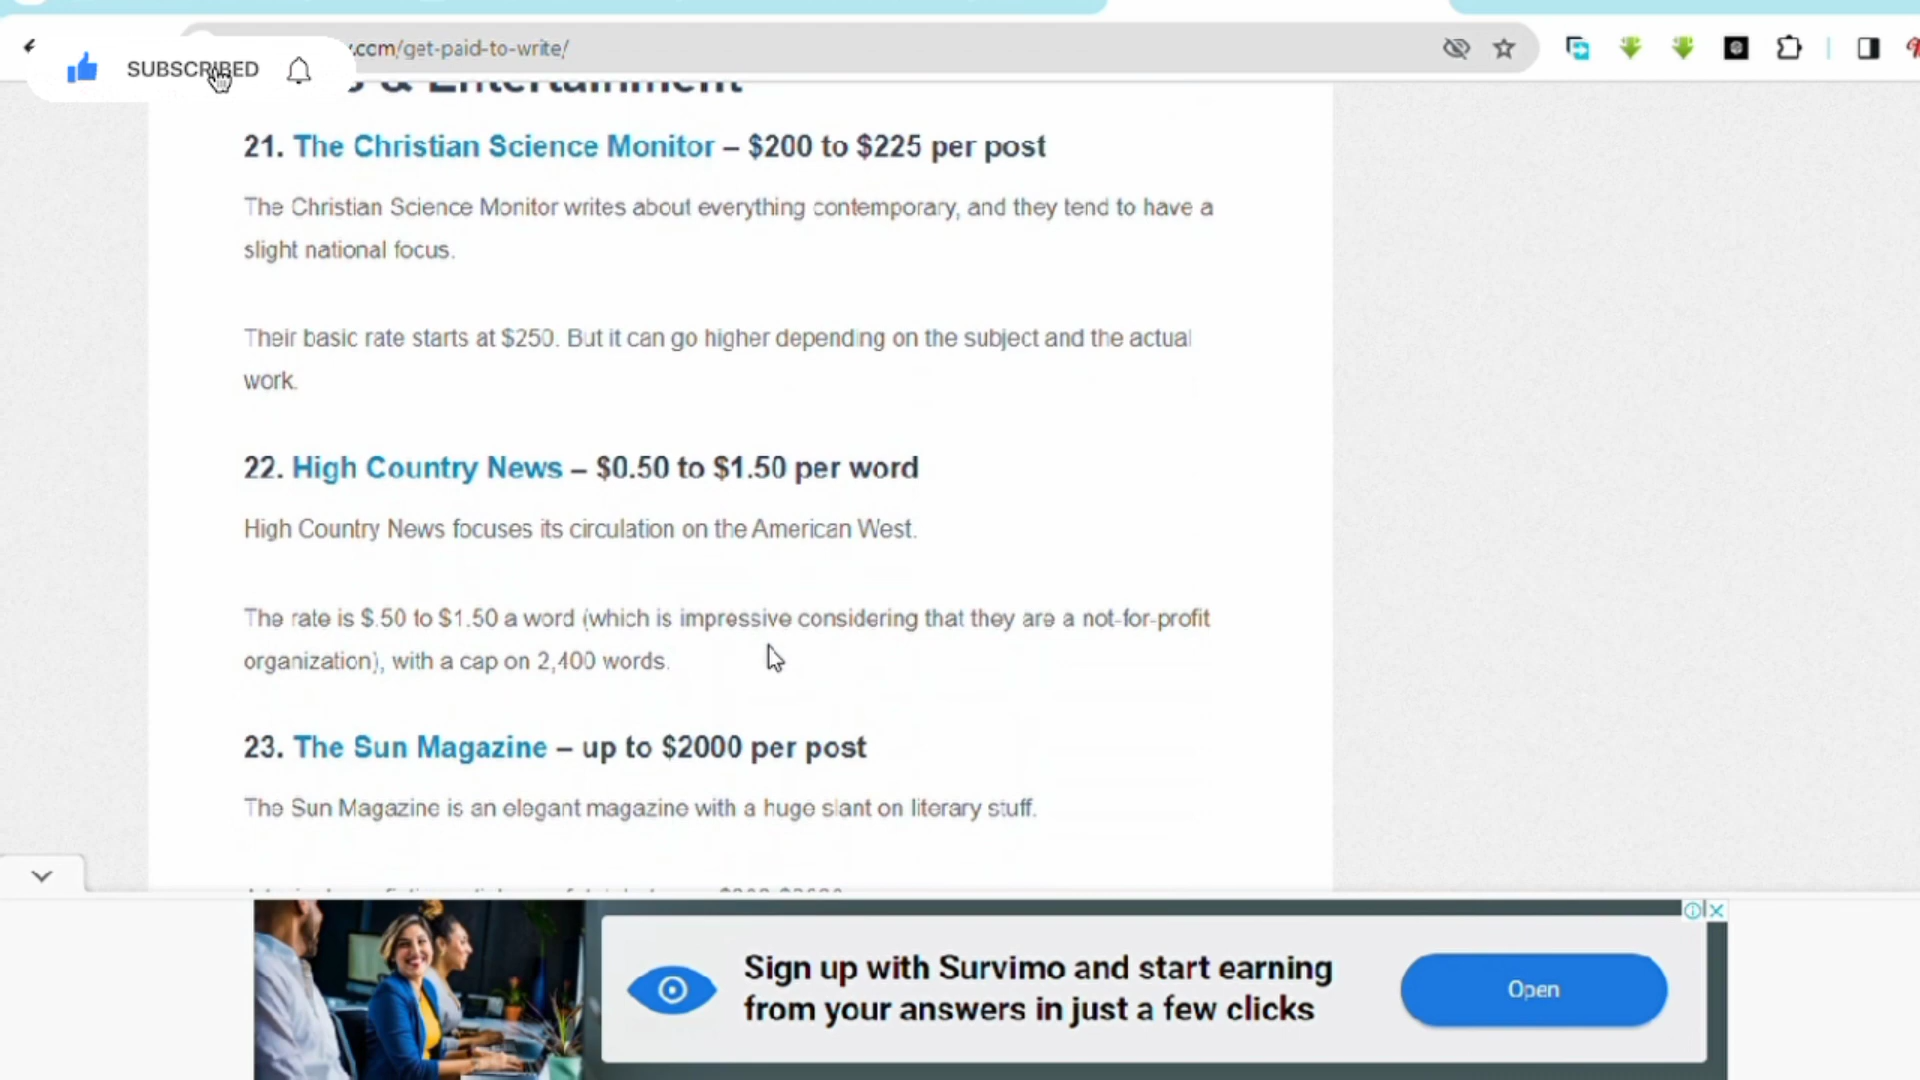 .com/get-paid-to-write/
SUBSCRIBED
& Entertainment
21. The Christian Science Monitor – $200 to $225 per post
The Christian Science Monitor writes about everything contemporary, and they tend to have a
slight national focus.
Their basic rate starts at $250. But it can go higher depending on the subject and the actual
work.
22. High Country News – $0.50 to $1.50 per word
High Country News focuses its circulation on the American West.
The rate is $.50 to $1.50 a word (which is impressive considering that they are a not-for-profit
organization), with a cap on 2,400 words.
23. The Sun Magazine – up to $2000 per post
The Sun Magazine is an elegant magazine with a huge slant on literary stuff.
Sign up with Survimo and start earning
from your answers in just a few clicks
Open